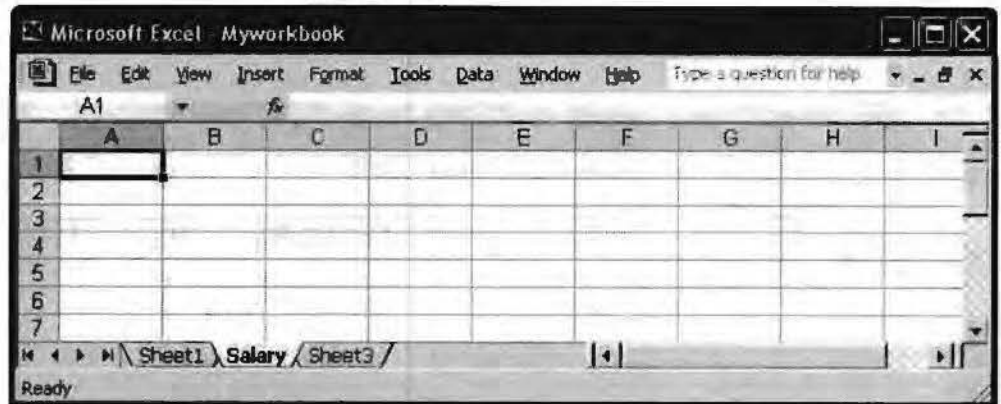 Microsoft Excel Myworkbook
File Edit View Insert Format Tools Data Window Help Type a question for help
A1 fx
A B C D E F G H I
1
2
3
4
5
6
7
Sheet1 Salary Sheet3
Ready